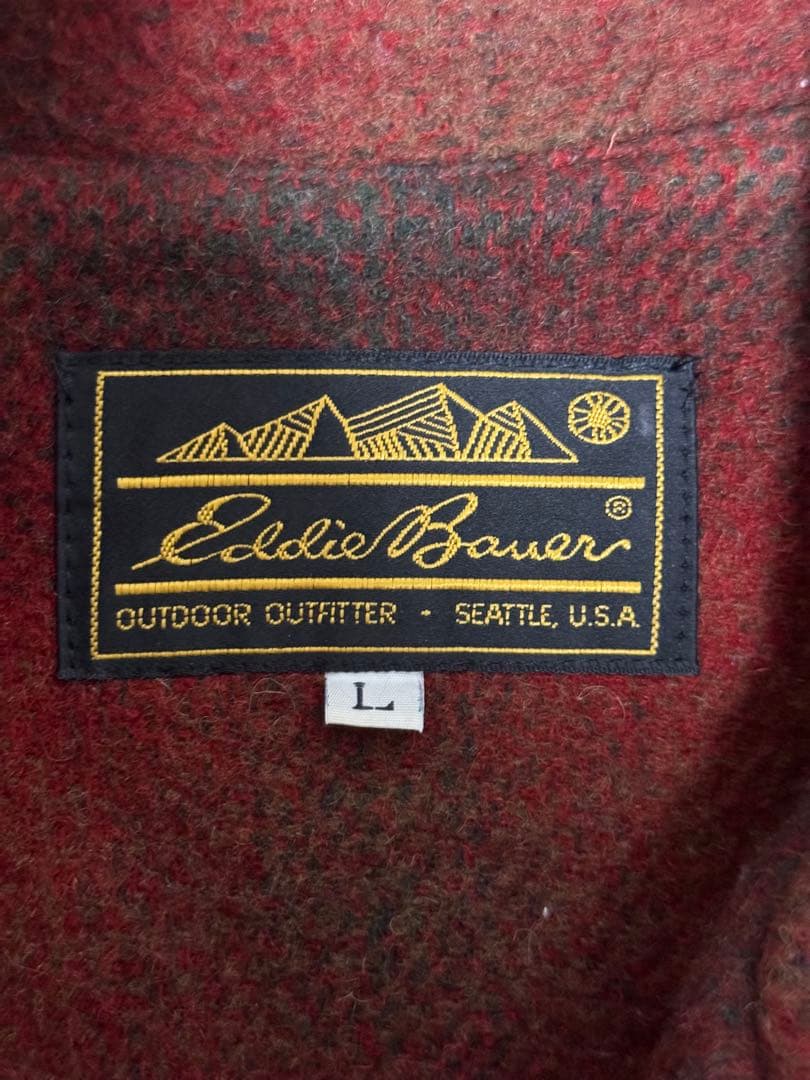 Eddie Bauer ®
OUTDOOR OUTFITTER · SEATTLE, U.S.A.
L